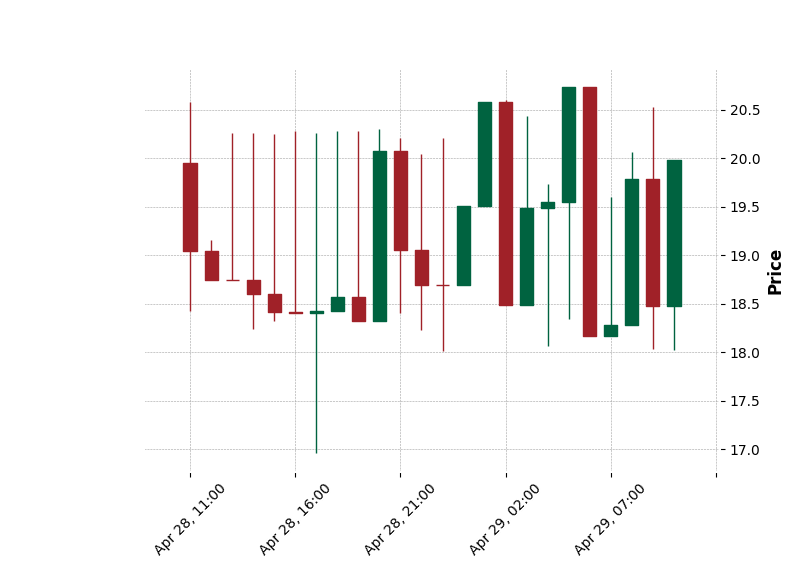 20.5
20.0
19.5
19.0
18.5
18.0
17.5
17.0
Price
Apr 28, 11:00
Apr 28, 16:00
Apr 28, 21:00
Apr 29, 02:00
Apr 29, 07:00